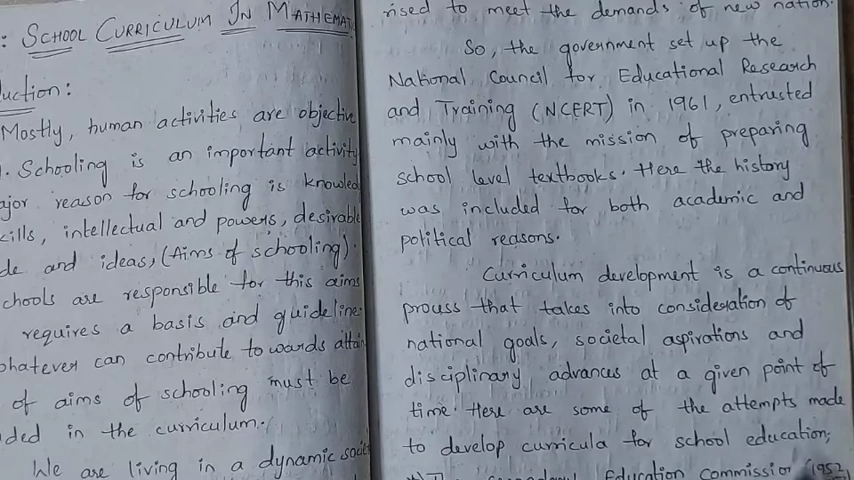 : SCHOOL CURRICULUM IN MATHEMAT
uction:
Mostly, human activities are objective
. Schooling is an important activity
ajor reason for schooling is knowled
kills, intellectual and powers, desirable
de and ideas, (Aims of schooling).
chools are responsible for this aims
requires a basis and guideline
whatever can contribute towards attain
of aims of schooling must be
ded in the curriculum.
We are living in a dynamic societ
rised to meet the demands of new nation.
So, the government set up the
National Council for Educational Research
and Training (NCERT) in 1961, entrusted
mainly with the mission of preparing
school level textbooks. Here the history
was included for both academic and
political reasons.
Curriculum development is a continuous
prouss that takes into consideration of
national goals, societal aspirations and
disciplinary advances at a given point of
time. Here are some of the attempts made
to develop curricula for school education;
Education Commission (1952